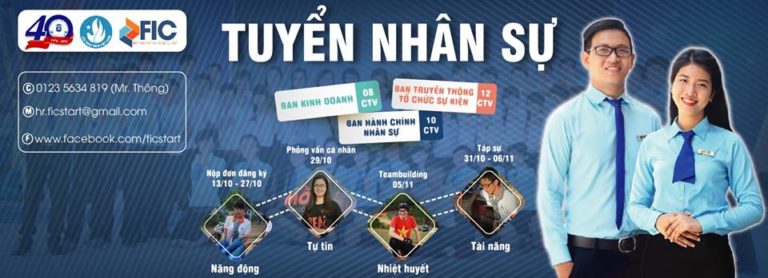 40
FIC
TUYỂN NHÂN SỰ
0123 5634 819 (Mr. Thông)
hr.ficstart@gmail.com
www.facebook.com/ficstart
BAN KINH DOANH
08
CTV
BAN TRUYỀN THÔNG
TỔ CHỨC SỰ KIỆN
12
CTV
BAN HÀNH CHÍNH
NHÂN SỰ
10
CTV
Nộp đơn đăng ký
13/10 - 27/10
Phỏng vấn cá nhân
29/10
Teambuilding
05/11
Tập sự
31/10 - 06/11
Năng động
Tự tin
Nhiệt huyết
Tài năng